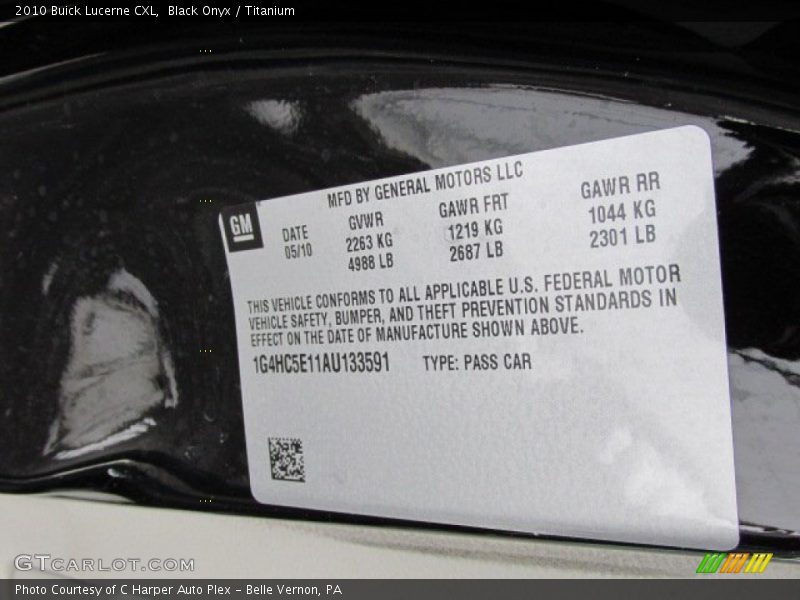 2010 Buick Lucerne CXL,  Black Onyx / Titanium
MFD BY GENERAL MOTORS LLC
GM
DATE GVWR GAWR FRT GAWR RR
05/10 2263 KG 1219 KG 1044 KG
4988 LB 2687 LB 2301 LB
THIS VEHICLE CONFORMS TO ALL APPLICABLE U.S. FEDERAL MOTOR
VEHICLE SAFETY, BUMPER, AND THEFT PREVENTION STANDARDS IN
EFFECT ON THE DATE OF MANUFACTURE SHOWN ABOVE.
1G4HC5E11AU133591 TYPE: PASS CAR
GTCARLOT.COM
Photo Courtesy of C Harper Auto Plex – Belle Vernon, PA